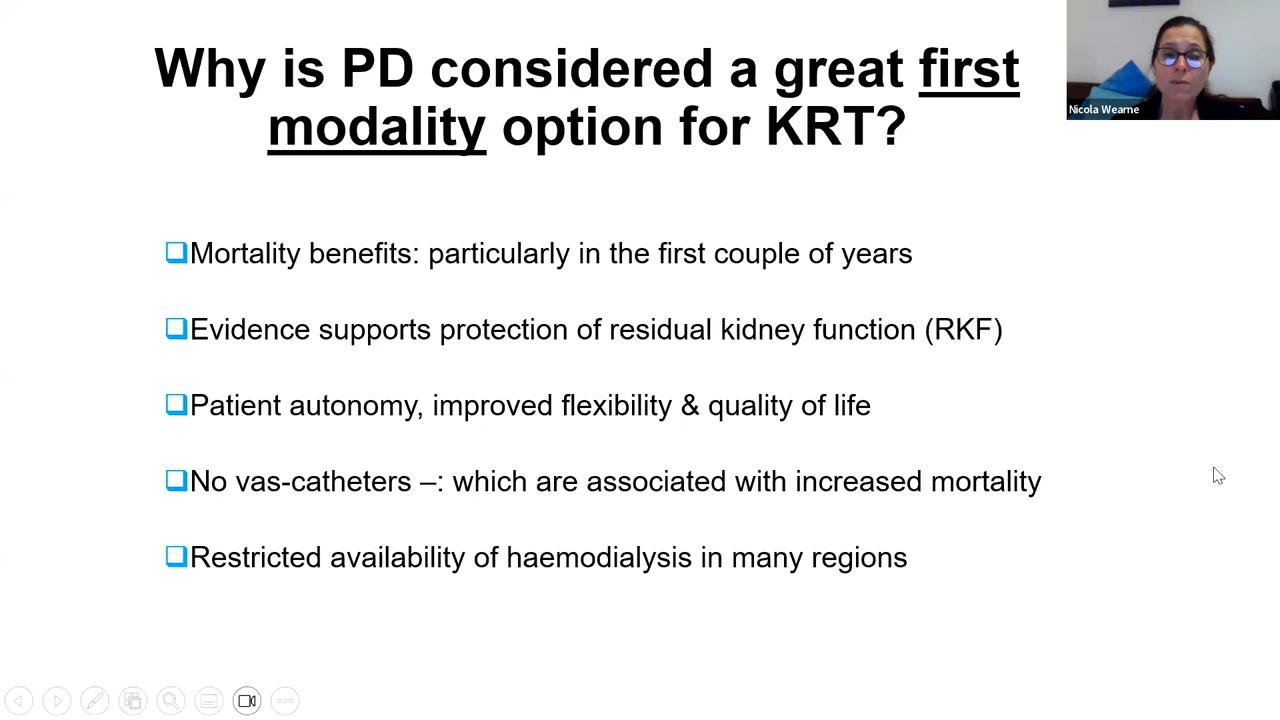 Why is PD considered a great first
modality option for KRT?
Nicola Wearne
Mortality benefits: particularly in the first couple of years
Evidence supports protection of residual kidney function (RKF)
Patient autonomy, improved flexibility & quality of life
No vas-catheters –: which are associated with increased mortality
Restricted availability of haemodialysis in many regions